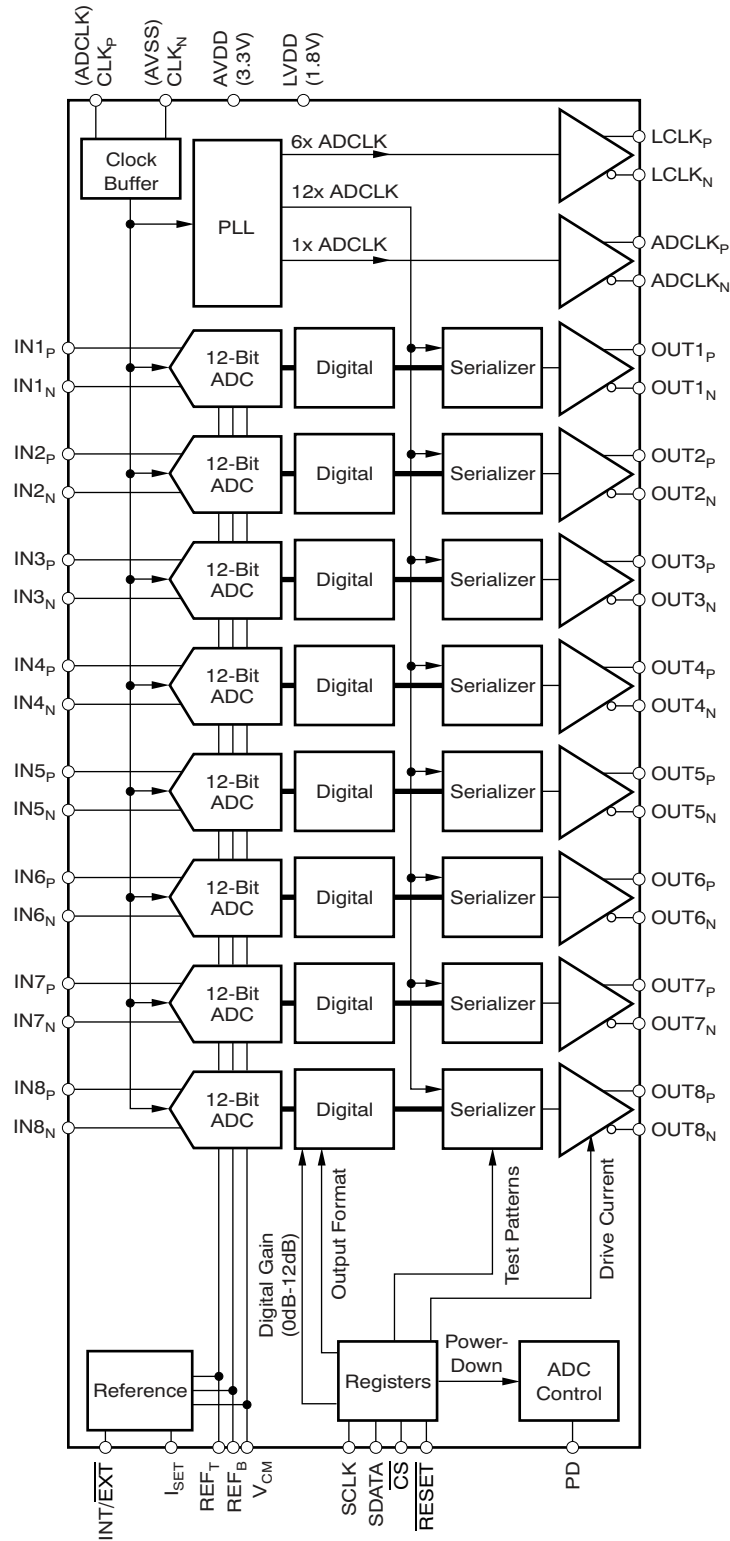 (ADCLK)
CLKP
(AVSS)
CLKN
AVDD
(3.3V)
LVDD
(1.8V)
Clock
Buffer
PLL
6x ADCLK
12x ADCLK
1x ADCLK
LCLKP
LCLKN
ADCLKP
ADCLKN
IN1P
IN1N
12-Bit
ADC
Digital
Serializer
OUT1P
OUT1N
IN2P
IN2N
12-Bit
ADC
Digital
Serializer
OUT2P
OUT2N
IN3P
IN3N
12-Bit
ADC
Digital
Serializer
OUT3P
OUT3N
IN4P
IN4N
12-Bit
ADC
Digital
Serializer
OUT4P
OUT4N
IN5P
IN5N
12-Bit
ADC
Digital
Serializer
OUT5P
OUT5N
IN6P
IN6N
12-Bit
ADC
Digital
Serializer
OUT6P
OUT6N
IN7P
IN7N
12-Bit
ADC
Digital
Serializer
OUT7P
OUT7N
IN8P
IN8N
12-Bit
ADC
Digital
Serializer
OUT8P
OUT8N
Digital Gain
(0dB-12dB)
Output Format
Test Patterns
Drive Current
Reference
Registers
Power-
Down
ADC
Control
INT/EXT
ISET
REFT
REFB
VCM
SCLK
SDATA
CS
RESET
PD